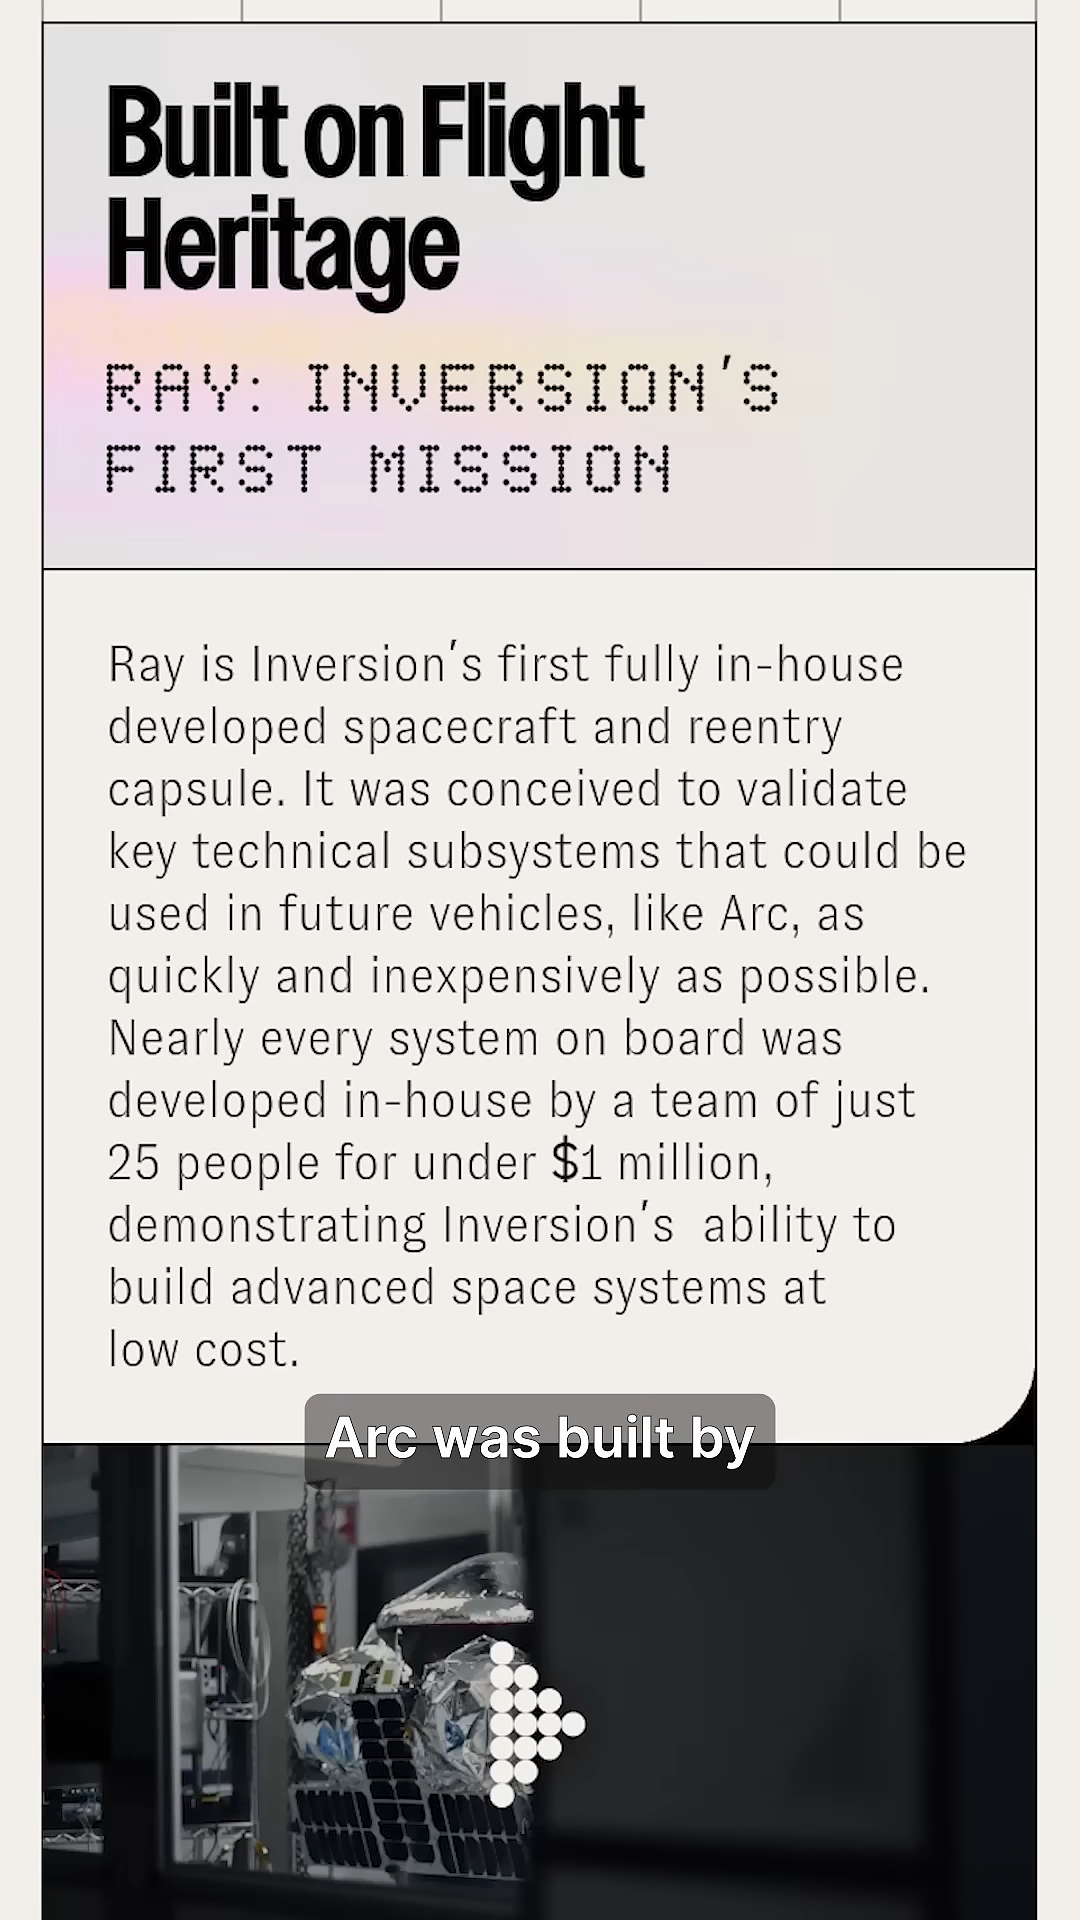 Built on Flight
Heritage
RAY: INVERSION'S
FIRST MISSION
Ray is Inversion's first fully in-house
developed spacecraft and reentry
capsule. It was conceived to validate
key technical subsystems that could be
used in future vehicles, like Arc, as
quickly and inexpensively as possible.
Nearly every system on board was
developed in-house by a team of just
25 people for under $1 million,
demonstrating Inversion's  ability to
build advanced space systems at
low cost.
Arc was built by